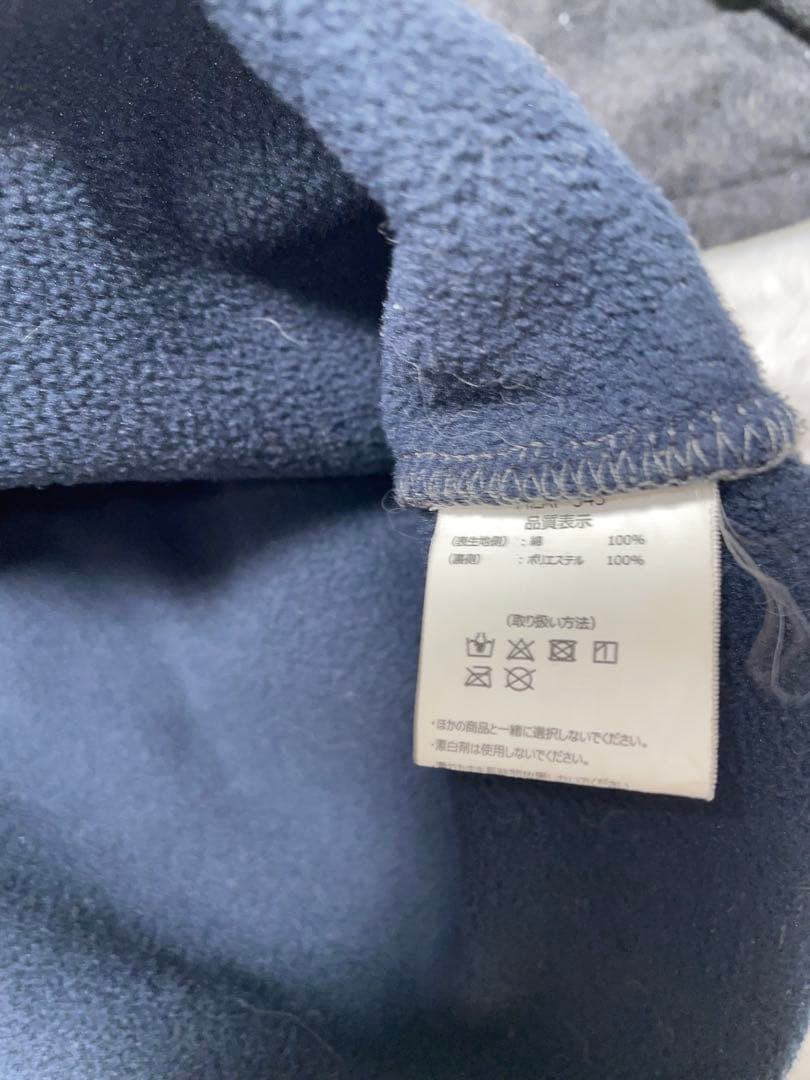 品質表示
(表生地側) : 綿 100%
(裏側) : ポリエステル 100%
(取り扱い方法)
・ほかの商品と一緒に選択しないでください。
・漂白剤は使用しないでください。